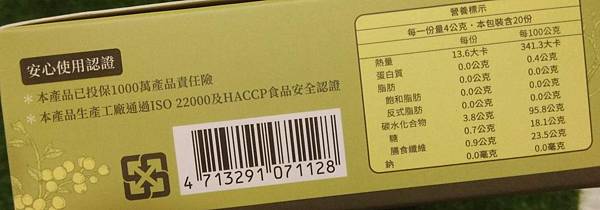 安心使用認證
*本產品已投保1000萬產品責任險
*本產品生產工廠通過ISO 22000及HACCP食品安全認證
4 713291 071128
營養標示
每一份量4公克,本包裝含20份
每份 每100公克
熱量 13.6大卡 341.3大卡
蛋白質 0.0公克 0.4公克
脂肪 0.0公克 0.0公克
飽和脂肪 0.0公克 0.0公克
反式脂肪 0.0公克 0.0公克
碳水化合物 3.8公克 95.8公克
糖 0.7公克 18.1公克
膳食纖維 0.9公克 23.5公克
鈉 0.0毫克 0.0毫克